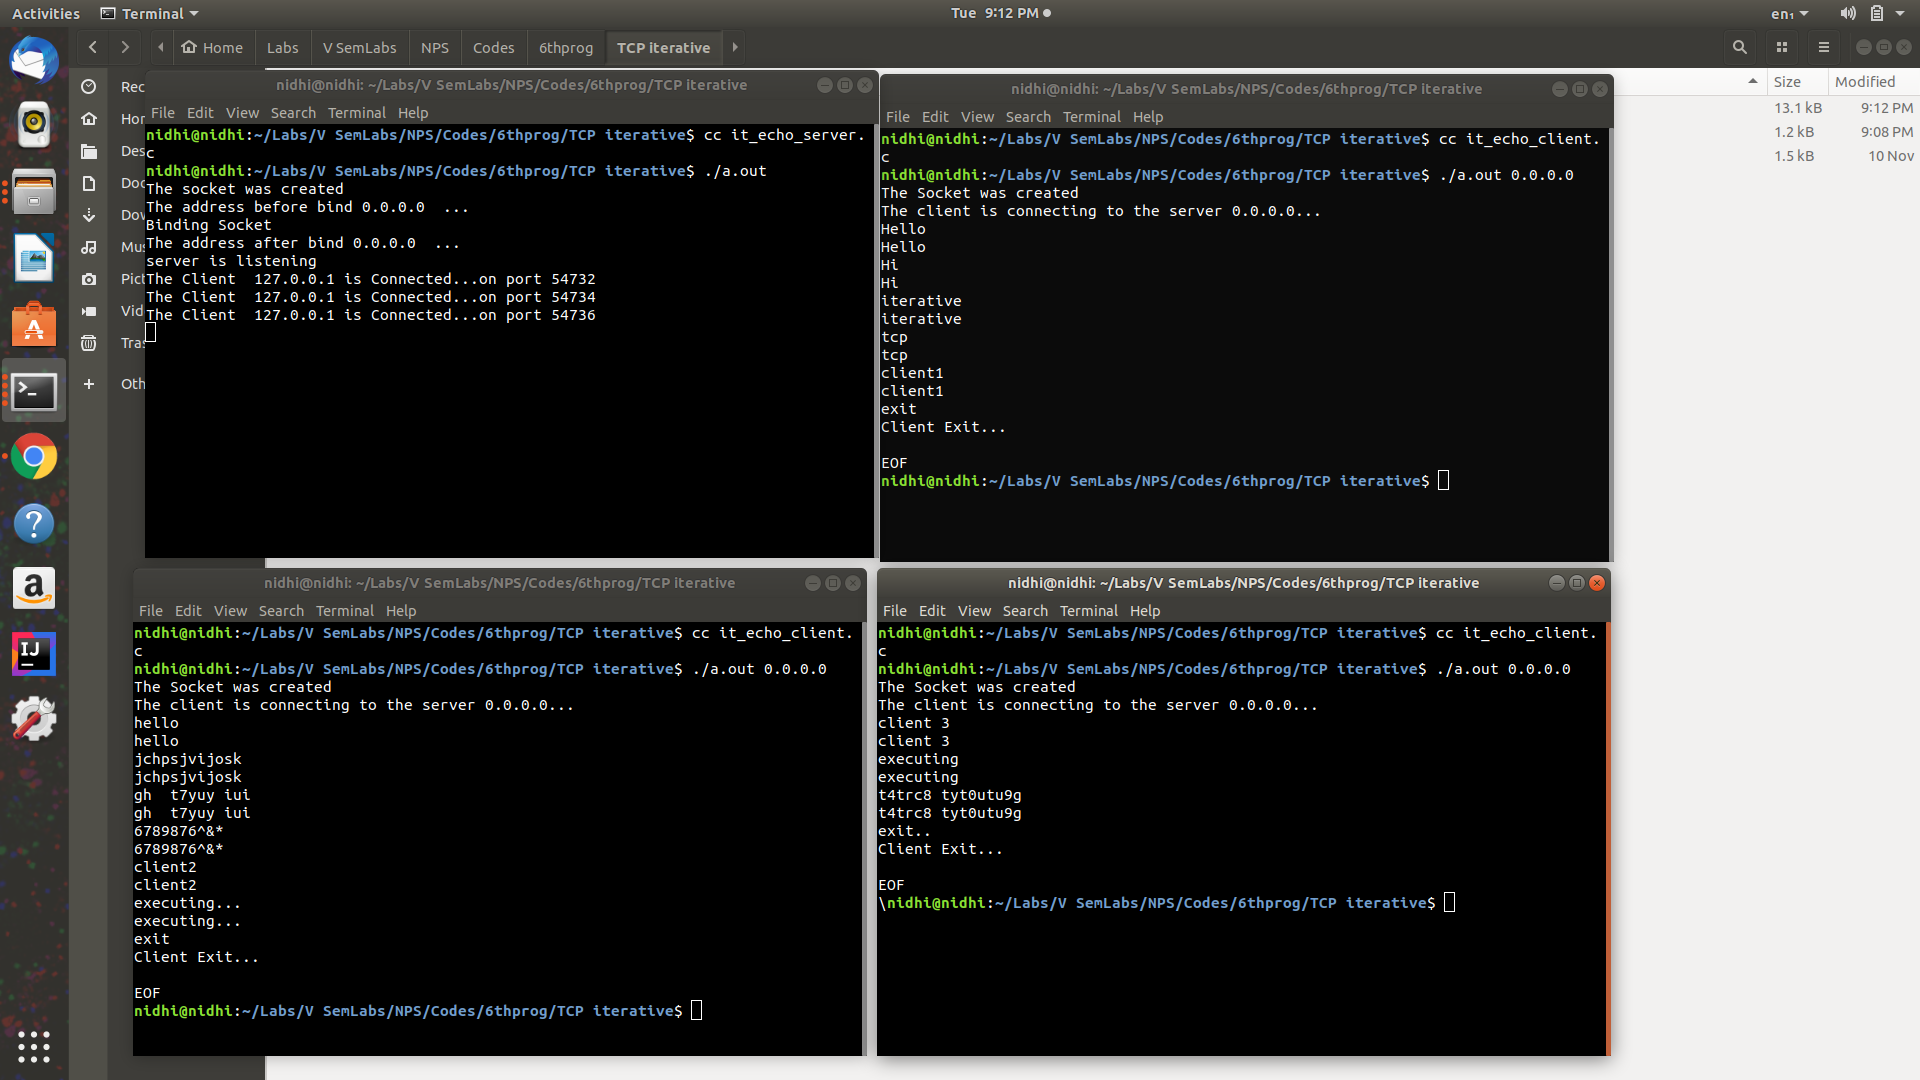 Activities
Terminal
Tue 9:12 PM
en₁
Home
Labs
V SemLabs
NPS
Codes
6thprog
TCP iterative
Rec
Hor
Des
Doc
Dov
Mus
Pict
Vid
Tras
Oth
Size
Modified
13.1 kB 9:12 PM
1.2 kB 9:08 PM
1.5 kB 10 Nov
nidhi@nidhi: ~/Labs/V SemLabs/NPS/Codes/6thprog/TCP iterative
File Edit View Search Terminal Help
nidhi@nidhi:~/Labs/V SemLabs/NPS/Codes/6thprog/TCP iterative$ cc it_echo_server.
c
nidhi@nidhi:~/Labs/V SemLabs/NPS/Codes/6thprog/TCP iterative$ ./a.out
The socket was created
The address before bind 0.0.0.0  ...
Binding Socket
The address after bind 0.0.0.0  ...
server is listening
The Client  127.0.0.1 is Connected...on port 54732
The Client  127.0.0.1 is Connected...on port 54734
The Client  127.0.0.1 is Connected...on port 54736
nidhi@nidhi: ~/Labs/V SemLabs/NPS/Codes/6thprog/TCP iterative
File Edit View Search Terminal Help
nidhi@nidhi:~/Labs/V SemLabs/NPS/Codes/6thprog/TCP iterative$ cc it_echo_client.
c
nidhi@nidhi:~/Labs/V SemLabs/NPS/Codes/6thprog/TCP iterative$ ./a.out 0.0.0.0
The Socket was created
The client is connecting to the server 0.0.0.0...
Hello
Hello
Hi
Hi
iterative
iterative
tcp
tcp
client1
client1
exit
Client Exit...
EOF
nidhi@nidhi:~/Labs/V SemLabs/NPS/Codes/6thprog/TCP iterative$
nidhi@nidhi: ~/Labs/V SemLabs/NPS/Codes/6thprog/TCP iterative
File Edit View Search Terminal Help
nidhi@nidhi:~/Labs/V SemLabs/NPS/Codes/6thprog/TCP iterative$ cc it_echo_client.
c
nidhi@nidhi:~/Labs/V SemLabs/NPS/Codes/6thprog/TCP iterative$ ./a.out 0.0.0.0
The Socket was created
The client is connecting to the server 0.0.0.0...
hello
hello
jchpsjvijosk
jchpsjvijosk
gh  t7yuy iui
gh  t7yuy iui
6789876^&*
6789876^&*
client2
client2
executing...
executing...
exit
Client Exit...
EOF
nidhi@nidhi:~/Labs/V SemLabs/NPS/Codes/6thprog/TCP iterative$
nidhi@nidhi: ~/Labs/V SemLabs/NPS/Codes/6thprog/TCP iterative
File Edit View Search Terminal Help
nidhi@nidhi:~/Labs/V SemLabs/NPS/Codes/6thprog/TCP iterative$ cc it_echo_client.
c
nidhi@nidhi:~/Labs/V SemLabs/NPS/Codes/6thprog/TCP iterative$ ./a.out 0.0.0.0
The Socket was created
The client is connecting to the server 0.0.0.0...
client 3
client 3
executing
executing
t4trc8 tyt0utu9g
t4trc8 tyt0utu9g
exit..
Client Exit...
EOF
\nidhi@nidhi:~/Labs/V SemLabs/NPS/Codes/6thprog/TCP iterative$